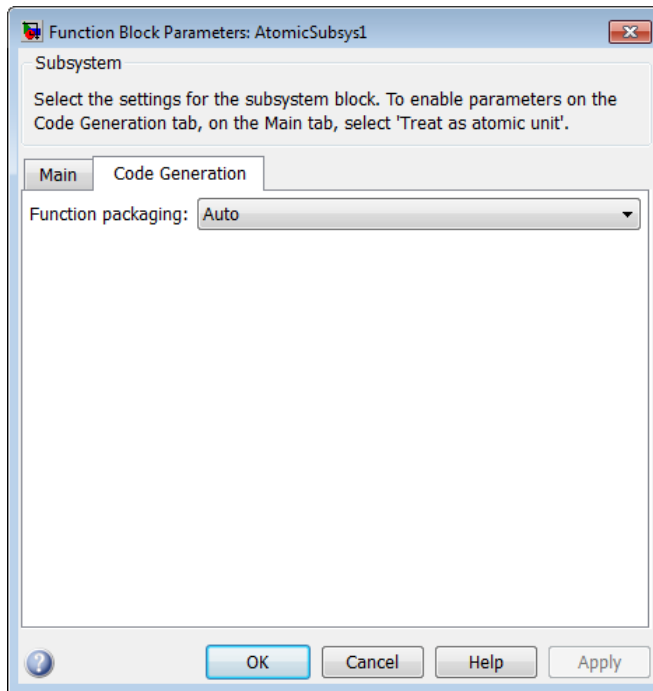 Function Block Parameters: AtomicSubsys1
Subsystem
Select the settings for the subsystem block. To enable parameters on the
Code Generation tab, on the Main tab, select 'Treat as atomic unit'.
Main Code Generation
Function packaging: Auto
? OK Cancel Help Apply